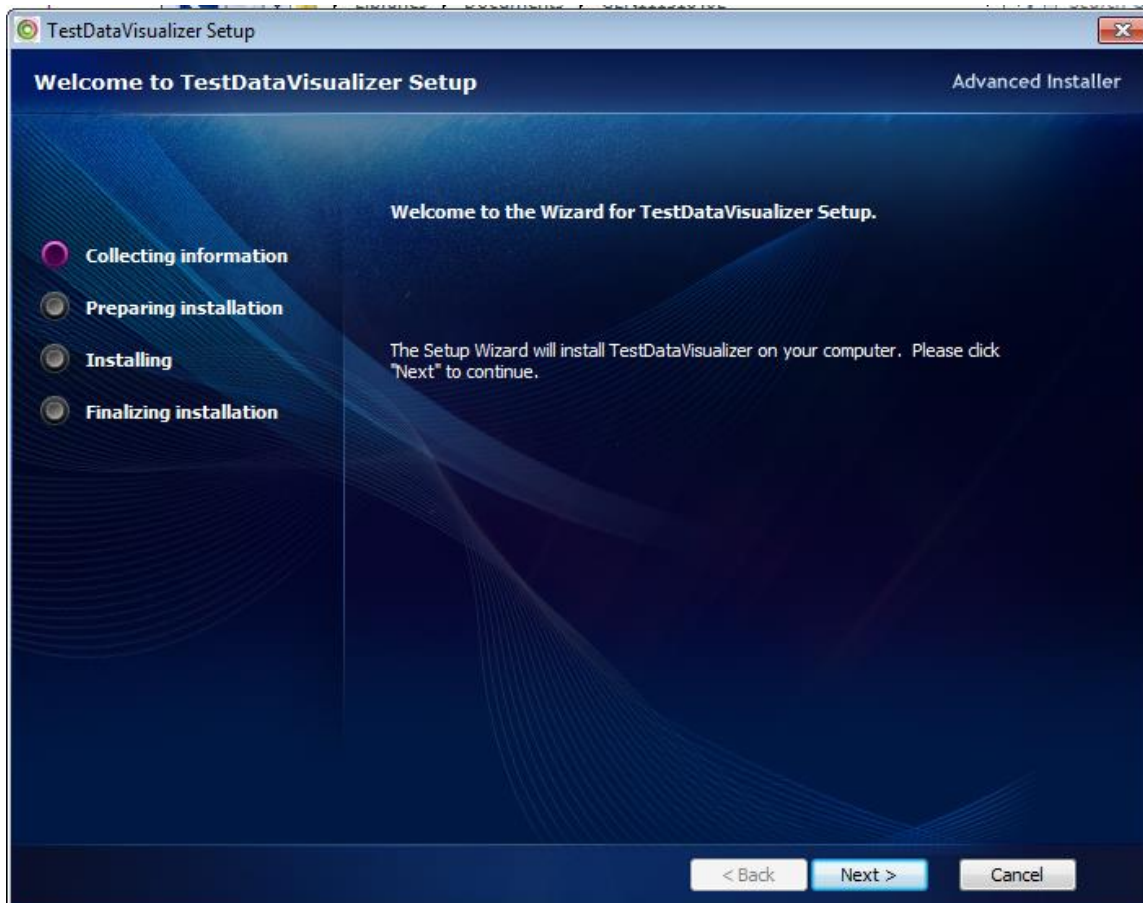 TestDataVisualizer Setup
Welcome to TestDataVisualizer Setup
Advanced Installer
Welcome to the Wizard for TestDataVisualizer Setup.
Collecting information
Preparing installation
Installing
Finalizing installation
The Setup Wizard will install TestDataVisualizer on your computer. Please click
"Next" to continue.
< Back
Next >
Cancel